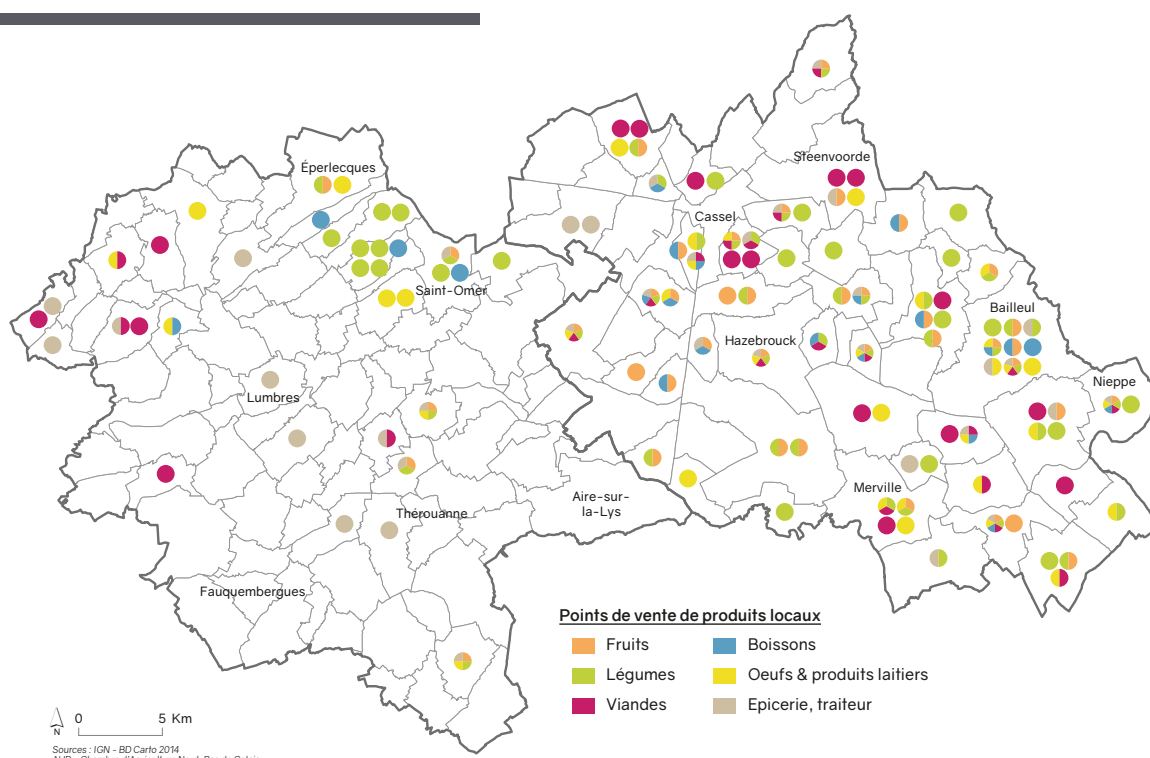 Éperlecques
Steenvoorde
Cassel
Saint-Omer
Bailleul
Hazebrouck
Nieppe
Lumbres
Merville
Aire-sur-
la-Lys
Thérouanne
Fauquembergues
Points de vente de produits locaux
Fruits
Légumes
Viandes
Boissons
Oeufs & produits laitiers
Epicerie, traiteur
N
0 5 Km
Sources : IGN - BD Carto 2014